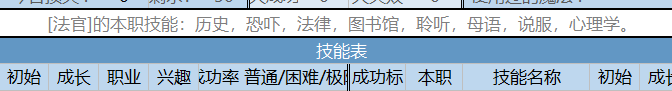 [法官]的本职技能：历史，恐吓，法律，图书馆，聆听，母语，说服，心理学。
技能表
初始 成长 职业 兴趣 功率 普通/困难/极 成功标 本职 技能名称 初始 成长